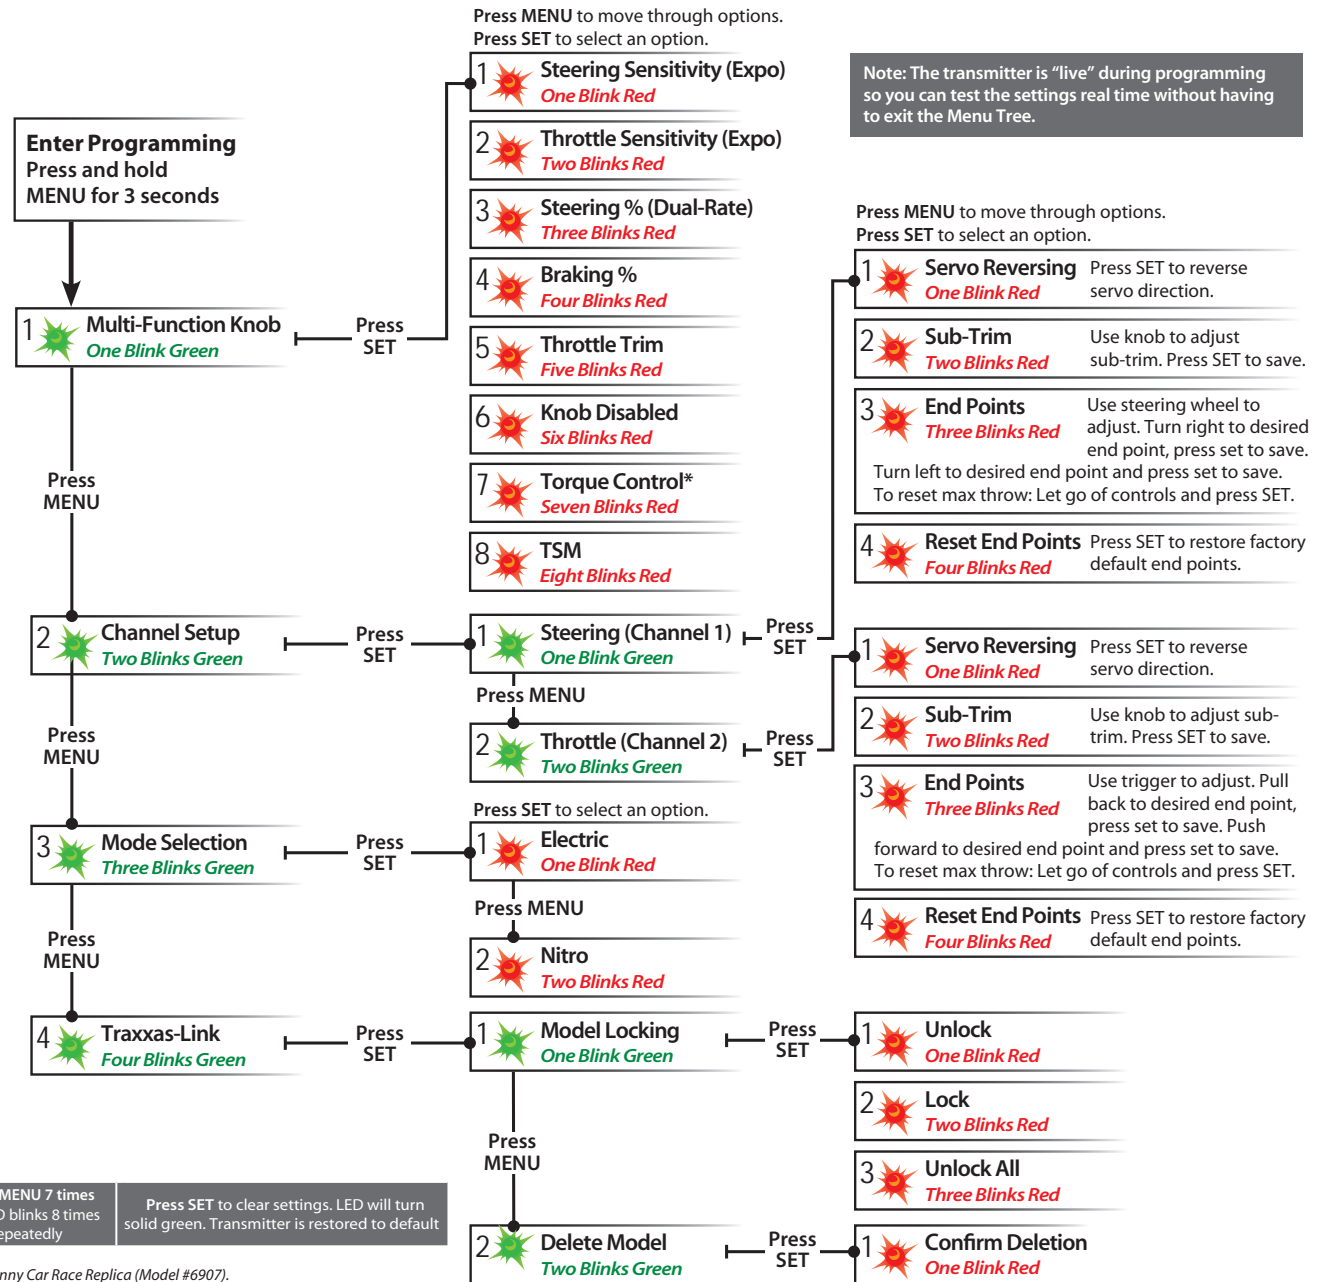 Press MENU to move through options.
Press SET to select an option.
Note: The transmitter is “live” during programming
so you can test the settings real time without having
to exit the Menu Tree.
Enter Programming
Press and hold
MENU for 3 seconds
1 Multi-Function Knob
One Blink Green
Press
SET
1 Steering Sensitivity (Expo)
One Blink Red
2 Throttle Sensitivity (Expo)
Two Blinks Red
3 Steering % (Dual-Rate)
Three Blinks Red
4 Braking %
Four Blinks Red
5 Throttle Trim
Five Blinks Red
6 Knob Disabled
Six Blinks Red
7 Torque Control*
Seven Blinks Red
8 TSM
Eight Blinks Red
Press
MENU
2 Channel Setup
Two Blinks Green
Press
SET
1 Steering (Channel 1)
One Blink Green
Press
SET
Press MENU to move through options.
Press SET to select an option.
1 Servo Reversing Press SET to reverse
One Blink Red servo direction.
2 Sub-Trim Use knob to adjust
Two Blinks Red sub-trim. Press SET to save.
3 End Points Use steering wheel to
Three Blinks Red adjust. Turn right to desired
end point, press set to save.
Turn left to desired end point and press set to save.
To reset max throw: Let go of controls and press SET.
4 Reset End Points Press SET to restore factory
Four Blinks Red default end points.
Press MENU
2 Throttle (Channel 2)
Two Blinks Green
Press
SET
1 Servo Reversing Press SET to reverse
One Blink Red servo direction.
2 Sub-Trim Use knob to adjust sub-
Two Blinks Red trim. Press SET to save.
3 End Points Use trigger to adjust. Pull
Three Blinks Red back to desired end point,
press set to save. Push
forward to desired end point and press set to save.
To reset max throw: Let go of controls and press SET.
4 Reset End Points Press SET to restore factory
Four Blinks Red default end points.
Press
MENU
3 Mode Selection
Three Blinks Green
Press
SET
Press SET to select an option.
1 Electric
One Blink Red
Press MENU
2 Nitro
Two Blinks Red
Press
MENU
4 Traxxas-Link
Four Blinks Green
Press
SET
1 Model Locking
One Blink Green
Press
SET
1 Unlock
One Blink Red
2 Lock
Two Blinks Red
3 Unlock All
Three Blinks Red
Press
MENU
2 Delete Model
Two Blinks Green
Press
SET
1 Confirm Deletion
One Blink Red
MENU 7 times
blinks 8 times
Press SET to clear settings. LED will turn
solid green. Transmitter is restored to default
Car Race Replica (Model #6907).